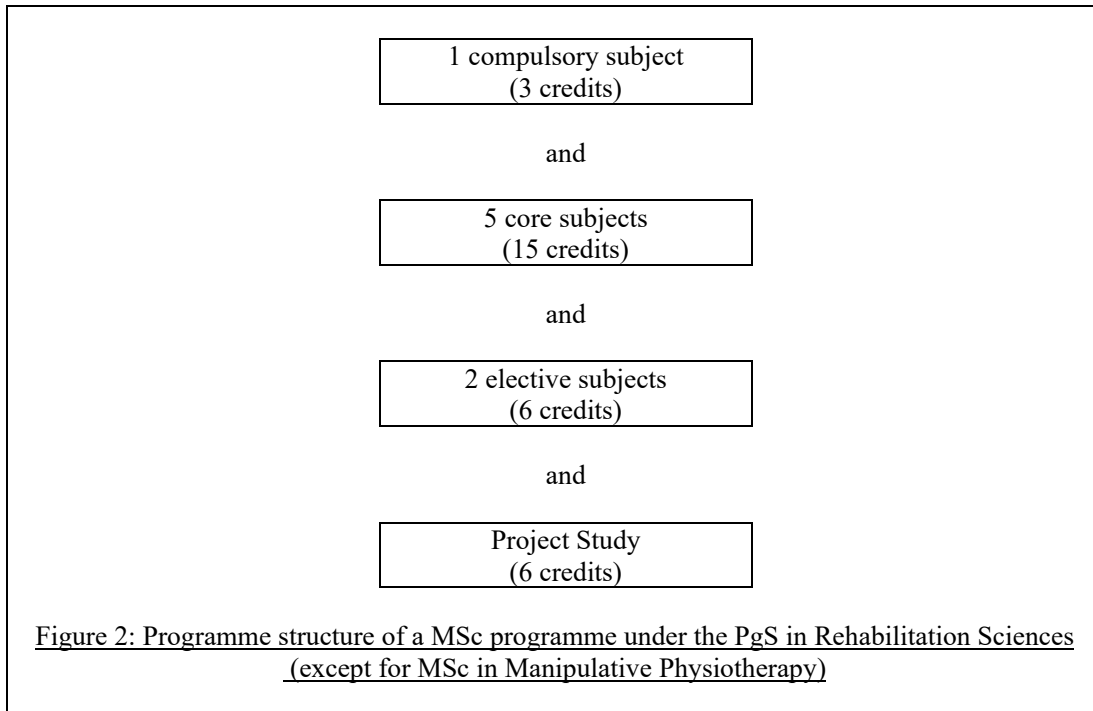 1 compulsory subject
(3 credits)
and
5 core subjects
(15 credits)
and
2 elective subjects
(6 credits)
and
Project Study
(6 credits)
Figure 2: Programme structure of a MSc programme under the PgS in Rehabilitation Sciences
(except for MSc in Manipulative Physiotherapy)